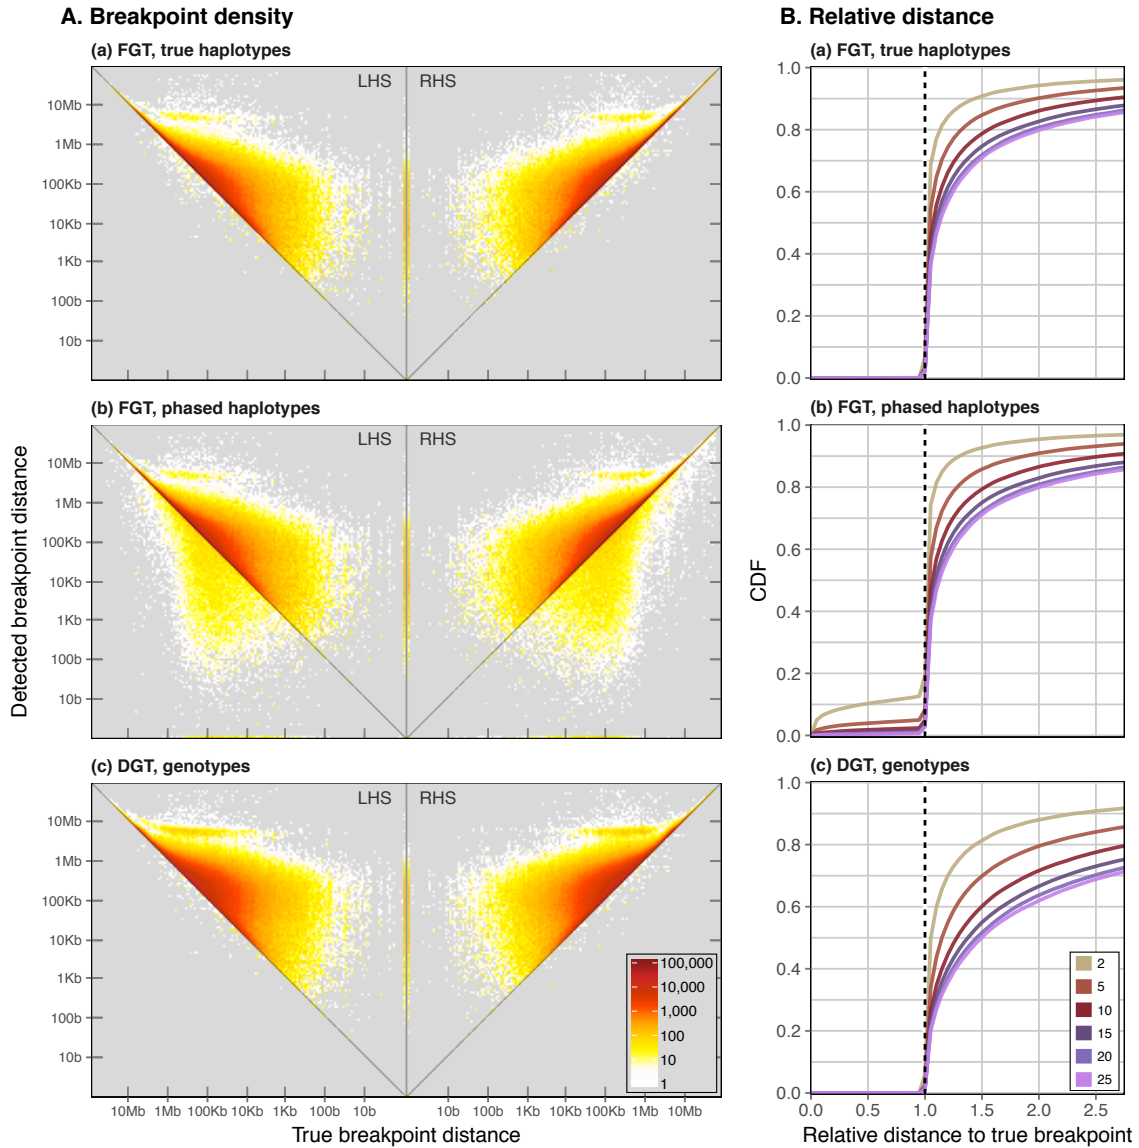 A. Breakpoint density
B. Relative distance
(a) FGT, true haplotypes
LHS
RHS
10Mb
1Mb
100Kb
10Kb
1Kb
100b
10b
(a) FGT, true haplotypes
1.0
0.8
0.6
0.4
0.2
0.0
(b) FGT, phased haplotypes
LHS
RHS
10Mb
1Mb
100Kb
10Kb
1Kb
100b
10b
(b) FGT, phased haplotypes
1.0
0.8
0.6
0.4
0.2
0.0
Detected breakpoint distance
CDF
(c) DGT, genotypes
LHS
RHS
10Mb
1Mb
100Kb
10Kb
1Kb
100b
10b
100,000
10,000
1,000
100
10
1
10Mb 1Mb 100Kb 10Kb 1Kb 100b 10b 10b 100b 1Kb 10Kb 100Kb 1Mb 10Mb
True breakpoint distance
(c) DGT, genotypes
1.0
0.8
0.6
0.4
0.2
0.0
2
5
10
15
20
25
0.0 0.5 1.0 1.5 2.0 2.5
Relative distance to true breakpoint